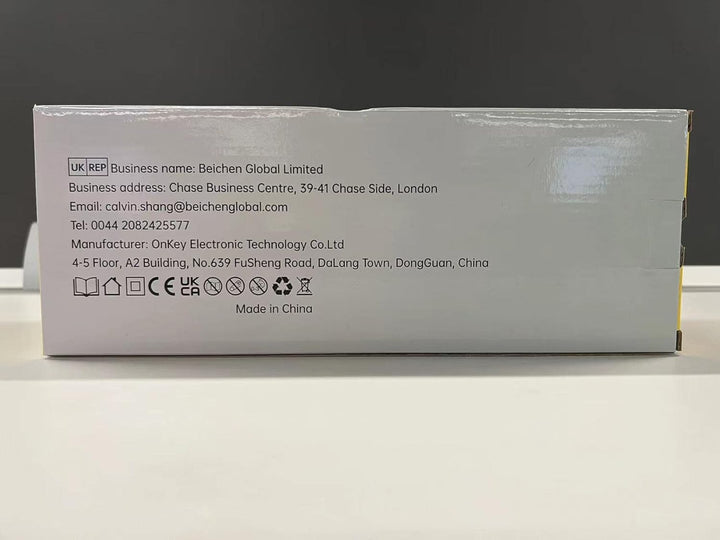 UK REP Business name: Beichen Global Limited
Business address: Chase Business Centre, 39-41 Chase Side, London
Email: calvin.shang@beichenglobal.com
Tel: 0044 2082425577
Manufacturer: OnKey Electronic Technology Co.Ltd
4-5 Floor, A2 Building, No.639 FuSheng Road, DaLang Town, DongGuan, China
CE UK CA
Made in China